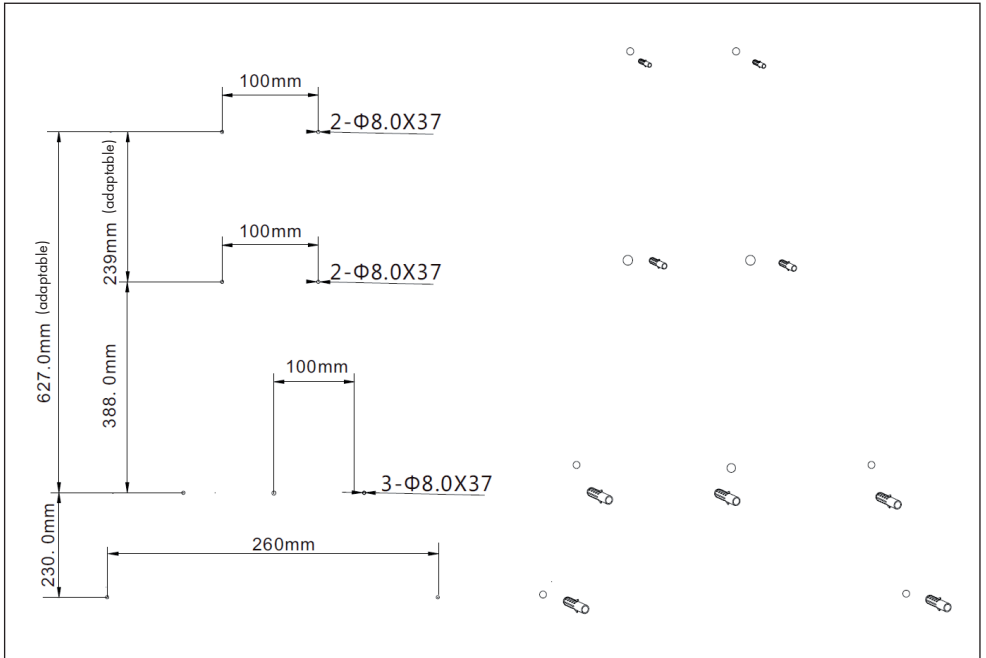 100mm
2-Φ8.0X37
239mm (adaptable)
100mm
2-Φ8.0X37
627.0mm (adaptable)
388. 0mm
100mm
3-Φ8.0X37
230. 0mm
260mm